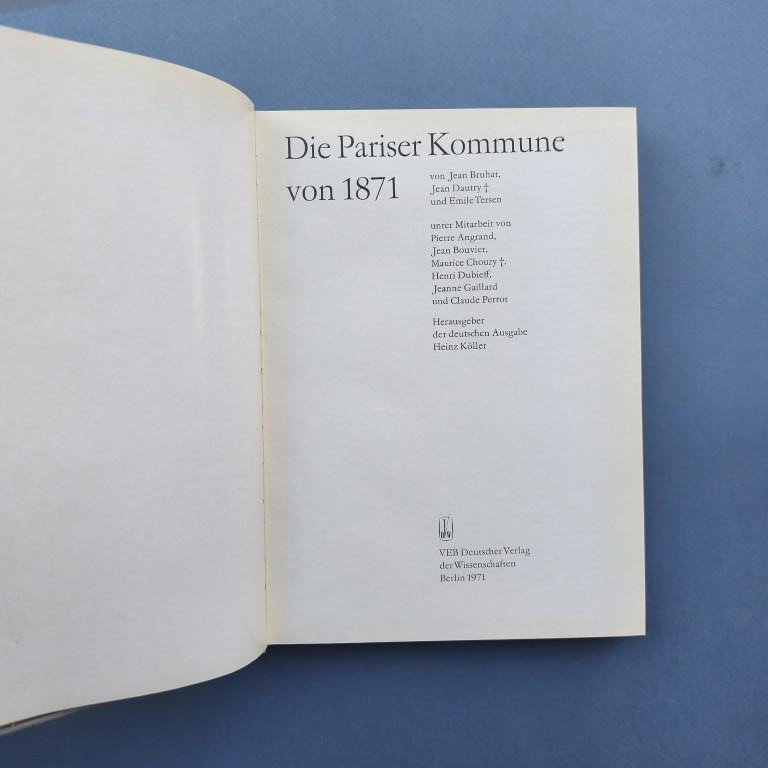 Die Pariser Kommune
von 1871
von Jean Bruhat,
Jean Dautry †
und Emile Tersen
unter Mitarbeit von
Pierre Angrand,
Jean Bouvier,
Maurice Choury †,
Henri Dubieff,
Jeanne Gaillard
und Claude Perrot
Herausgeber
der deutschen Ausgabe
Heinz Köller
VEB Deutscher Verlag
der Wissenschaften
Berlin 1971